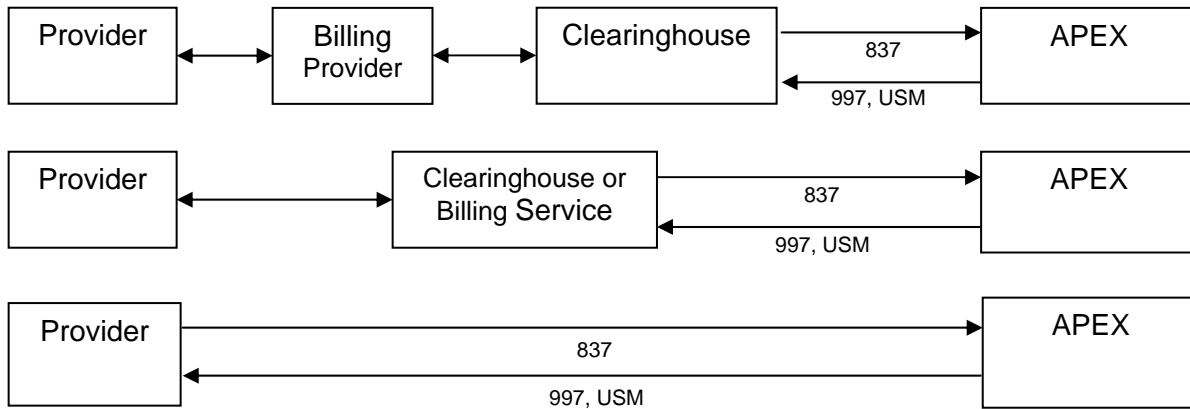 Provider
Billing
Provider
Clearinghouse
837
997, USM
APEX
Provider
Clearinghouse or
Billing Service
837
997, USM
APEX
Provider
837
997, USM
APEX